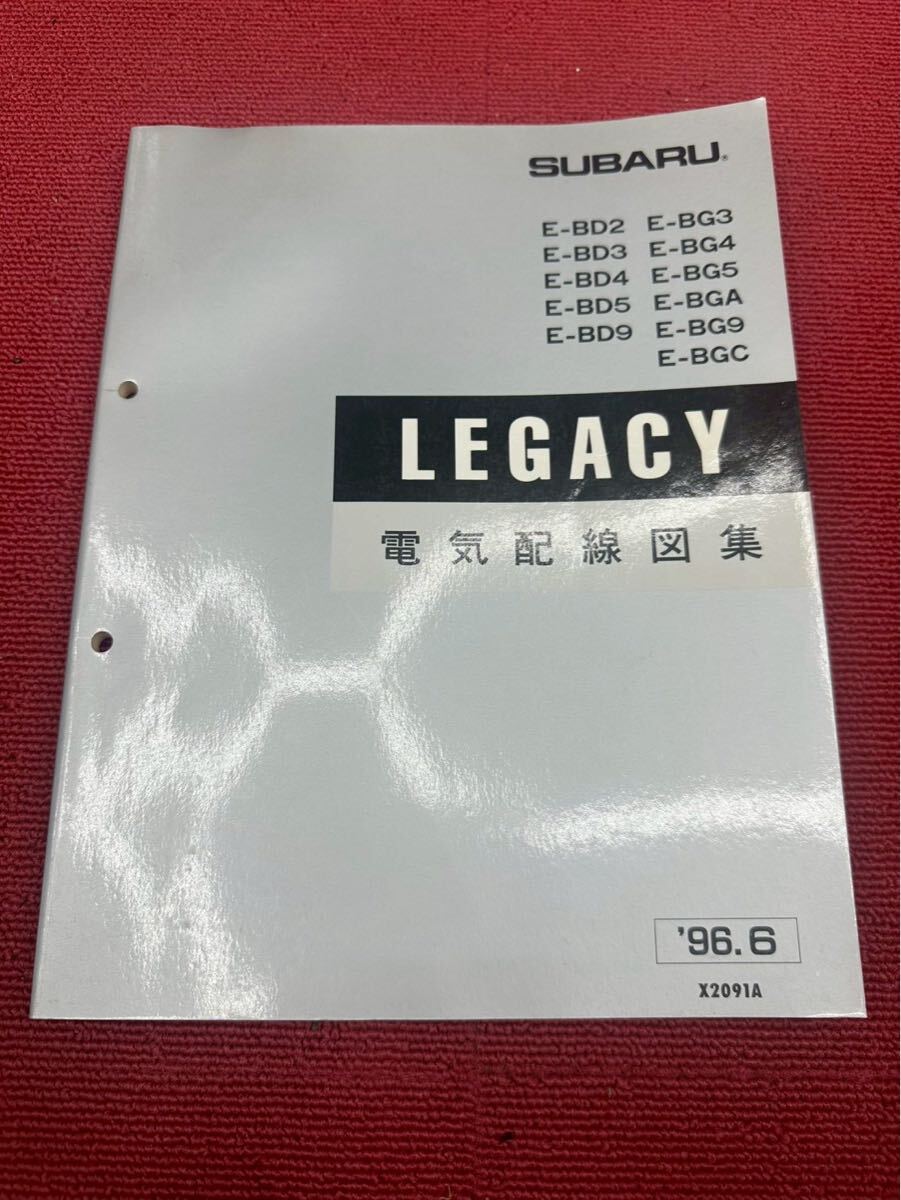 SUBARU®
E-BD2 E-BG3
E-BD3 E-BG4
E-BD4 E-BG5
E-BD5 E-BGA
E-BD9 E-BG9
E-BGC
LEGACY
電気配線図集
'96.6
X2091A